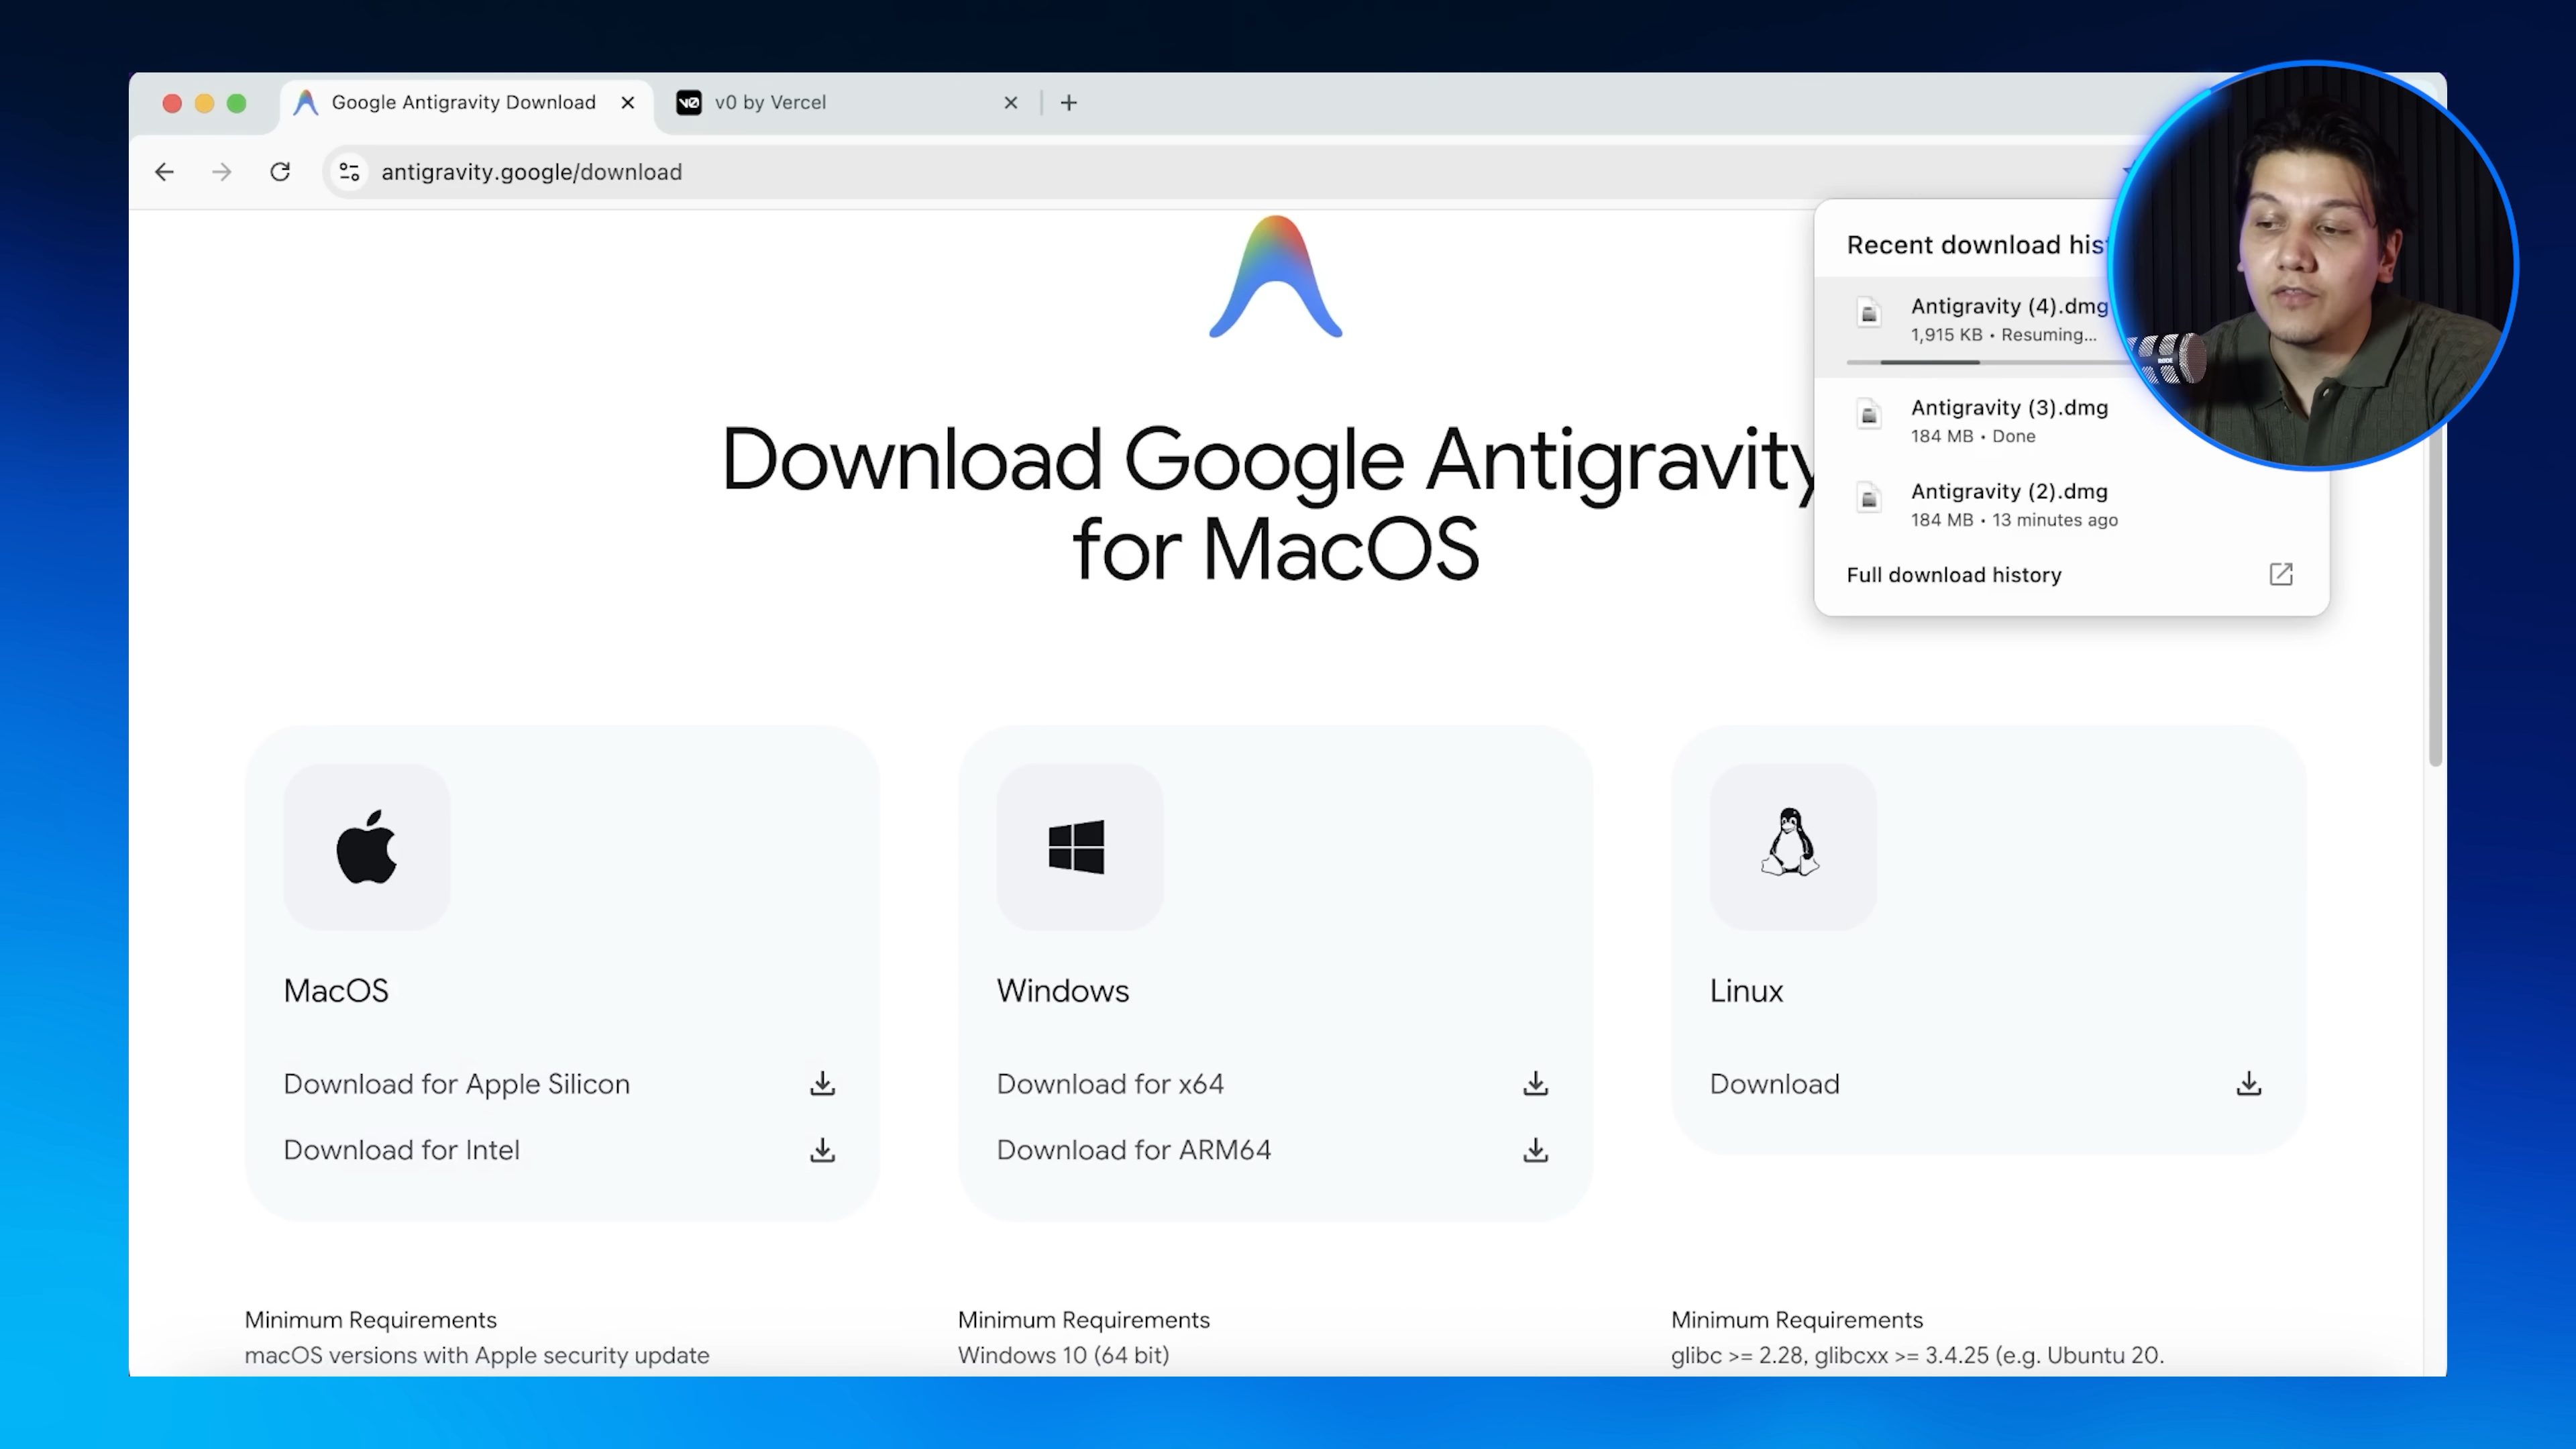 Google Antigravity Download
v0 by Vercel
antigravity.google/download
Recent download his
Antigravity (4).dmg
1,915 KB • Resuming...
Antigravity (3).dmg
184 MB • Done
Antigravity (2).dmg
184 MB • 13 minutes ago
Full download history
Download Google Antigravity
for MacOS
MacOS
Download for Apple Silicon
Download for Intel
Windows
Download for x64
Download for ARM64
Linux
Download
Minimum Requirements
macOS versions with Apple security update
Minimum Requirements
Windows 10 (64 bit)
Minimum Requirements
glibc >= 2.28, glibcxx >= 3.4.25 (e.g. Ubuntu 20.
RODE